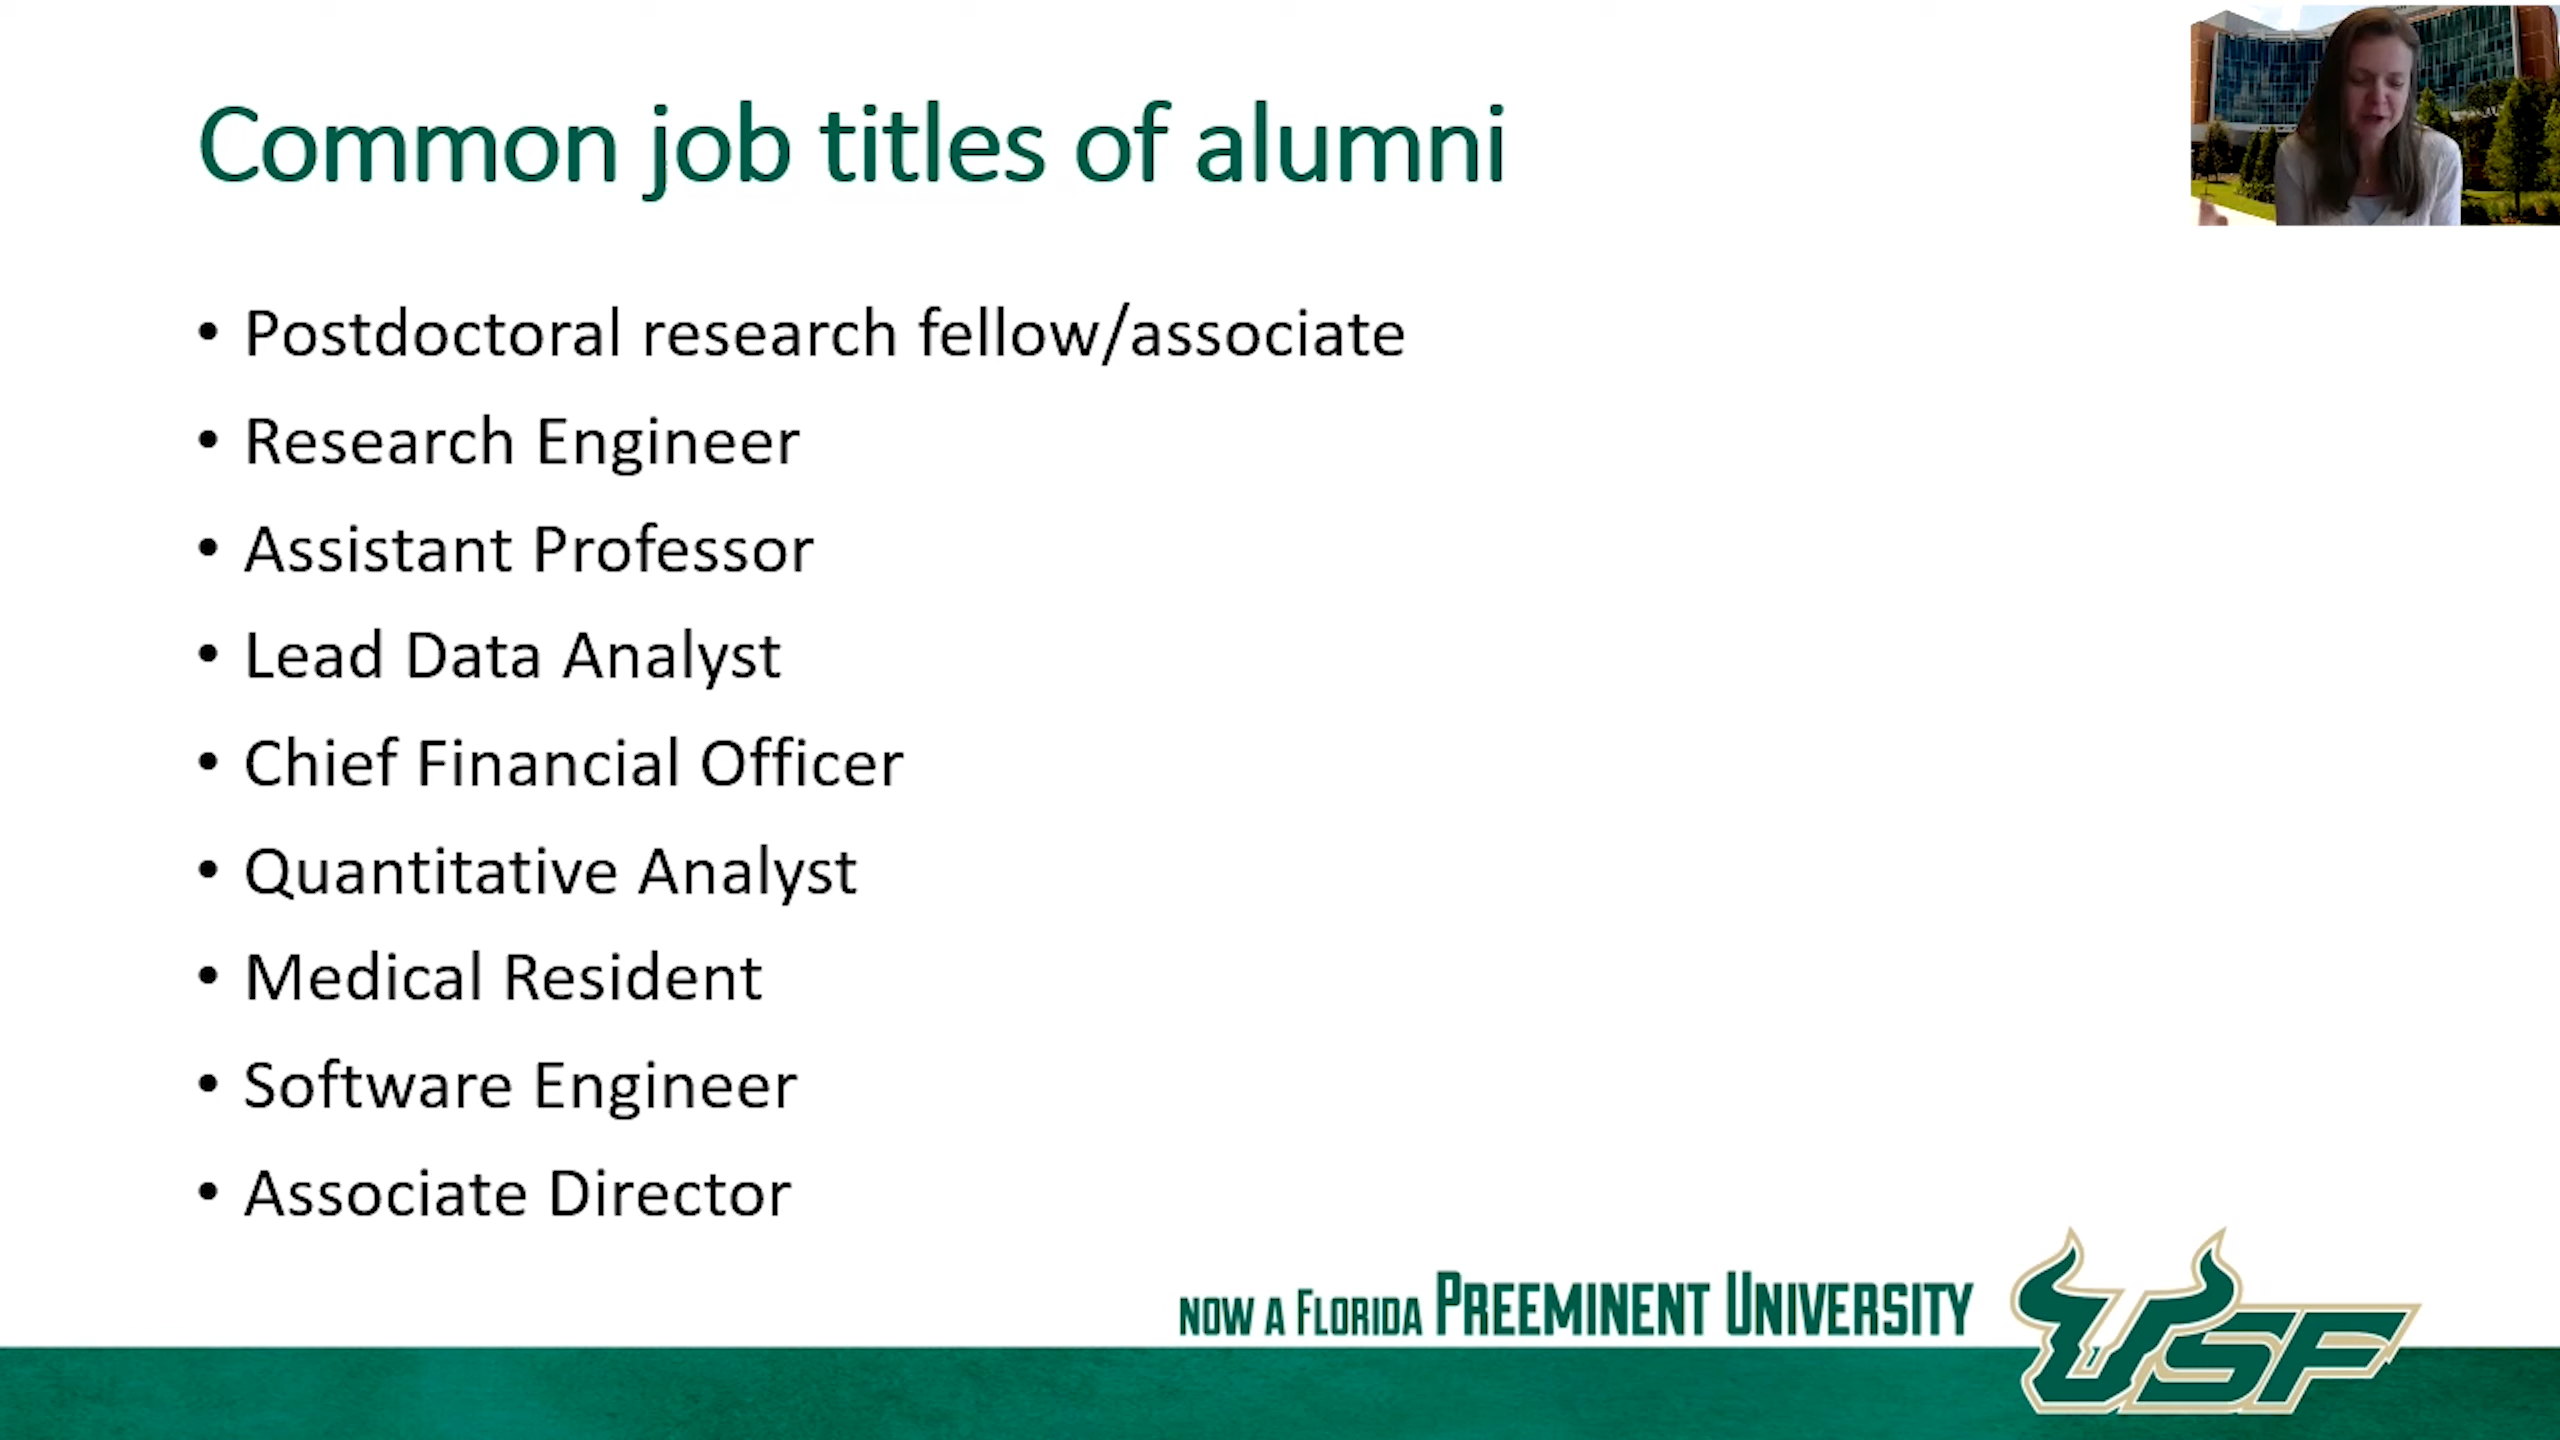 Common job titles of alumni
• Postdoctoral research fellow/associate
• Research Engineer
• Assistant Professor
• Lead Data Analyst
• Chief Financial Officer
• Quantitative Analyst
• Medical Resident
• Software Engineer
• Associate Director
NOW A FLORIDA PREEMINENT UNIVERSITY
USF